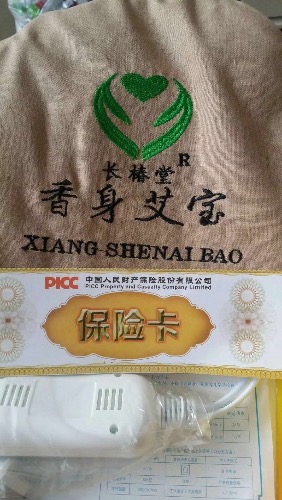 长椿堂R
香身艾宝
XIANG SHENAI BAO
PICC 中国人民财产保险股份有限公司
PICC Property and Casualty Company Limited
保险卡